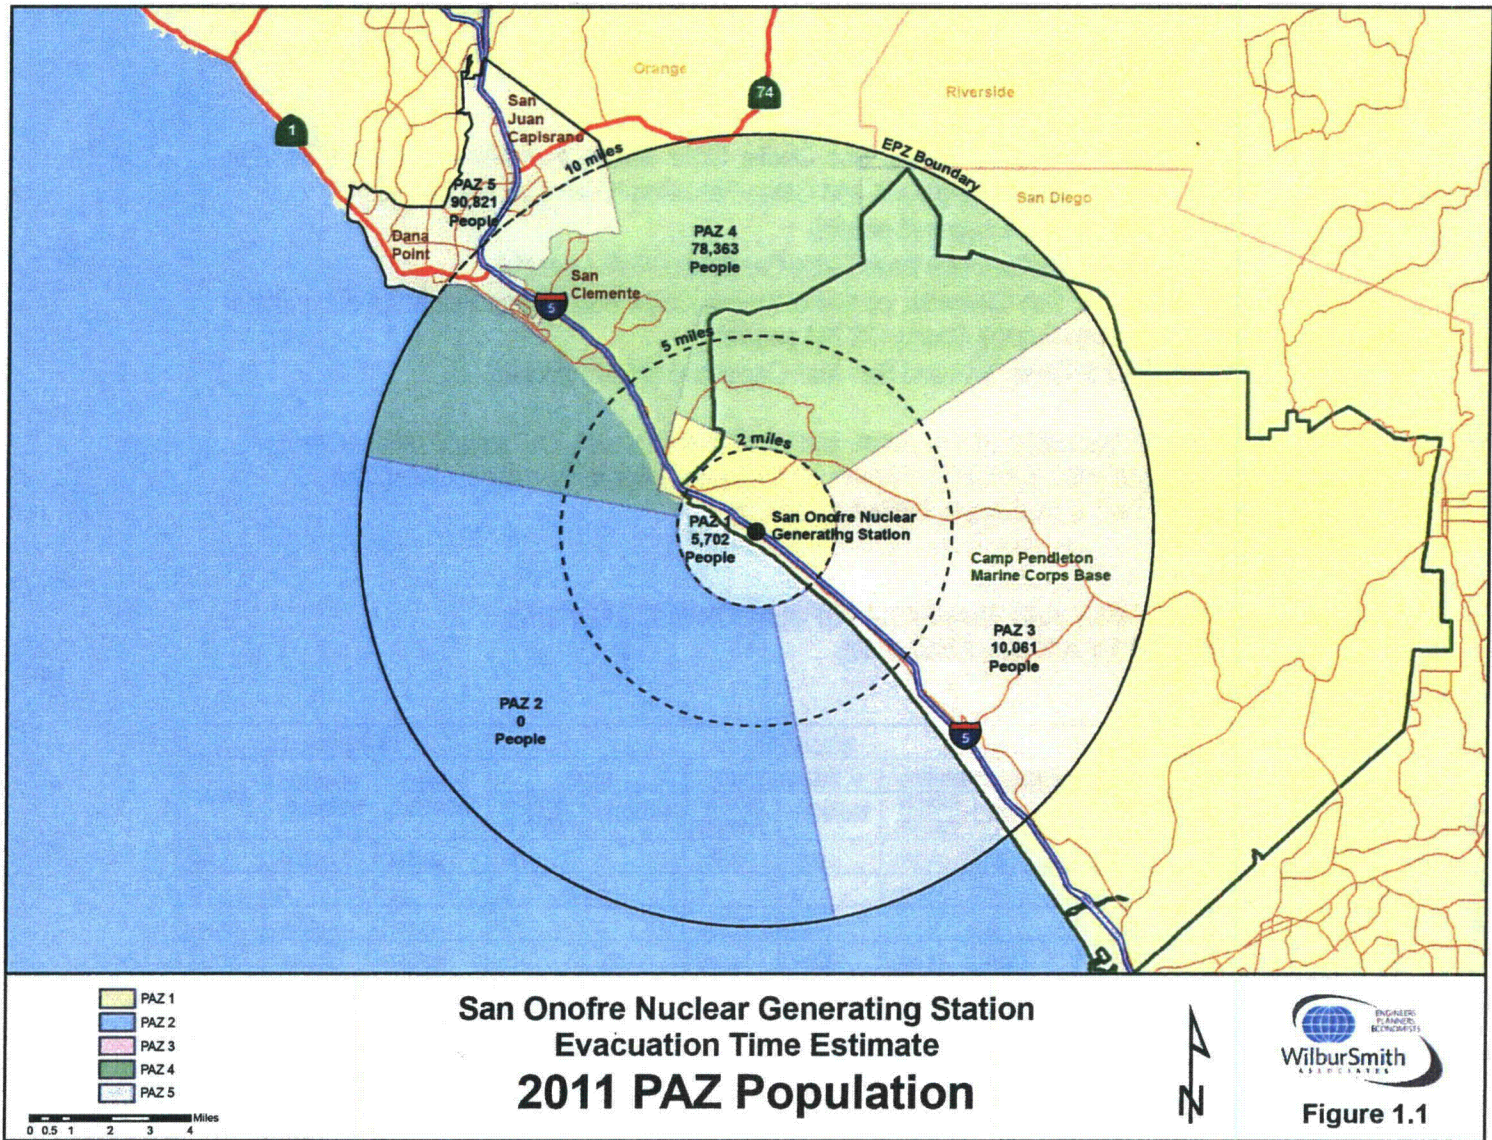 Orange
74
Riverside
San
Juan
Capisrano
1
10 miles
EPZ Boundary
PAZ 5
90,821
People
San Diego
PAZ 4
78,363
People
Dana
Point
San
Clemente
5
5 miles
2 miles
PAZ 1
5,702
People
San Onofre Nuclear
Generating Station
Camp Pendleton
Marine Corps Base
PAZ 3
10,061
People
PAZ 2
0
People
5
PAZ 1
PAZ 2
PAZ 3
PAZ 4
PAZ 5
Miles
0 0.5 1 2 3 4
San Onofre Nuclear Generating Station
Evacuation Time Estimate
2011 PAZ Population
N
ENGINEERS
PLANNERS
ECONOMISTS
WilburSmith
ASSOCIATES
Figure 1.1